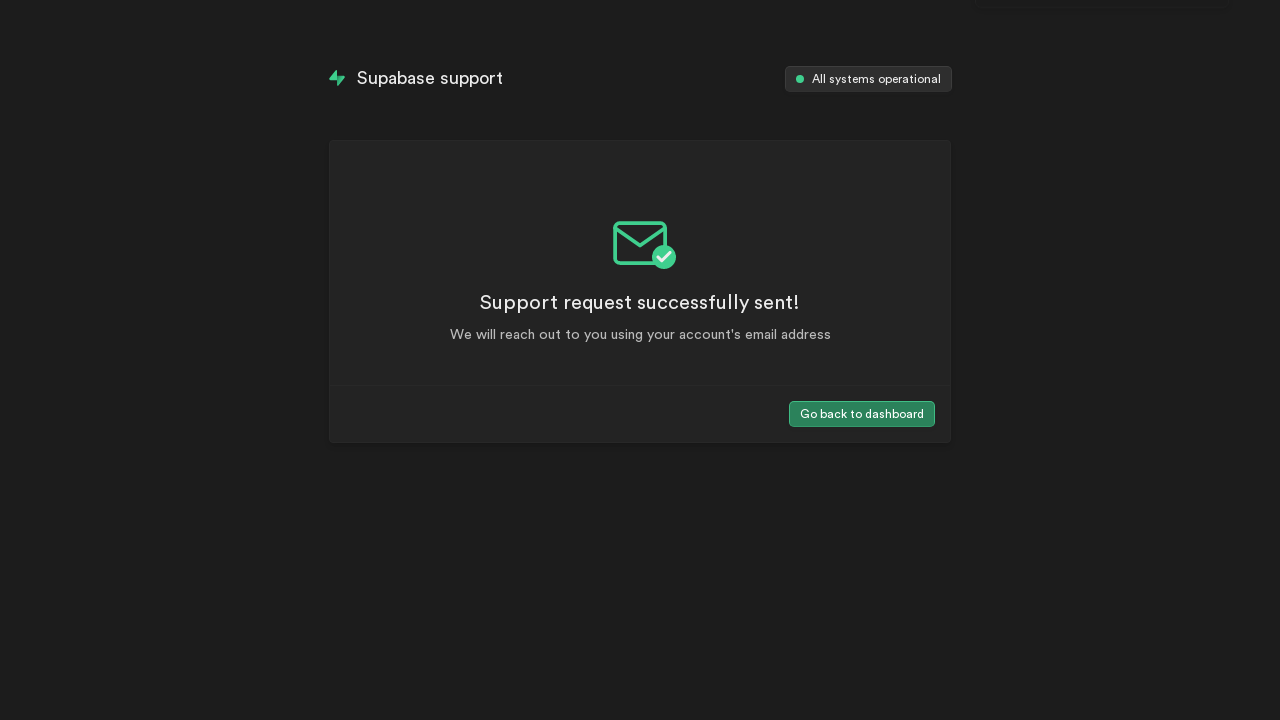 Supabase support
All systems operational
Support request successfully sent!
We will reach out to you using your account's email address
Go back to dashboard